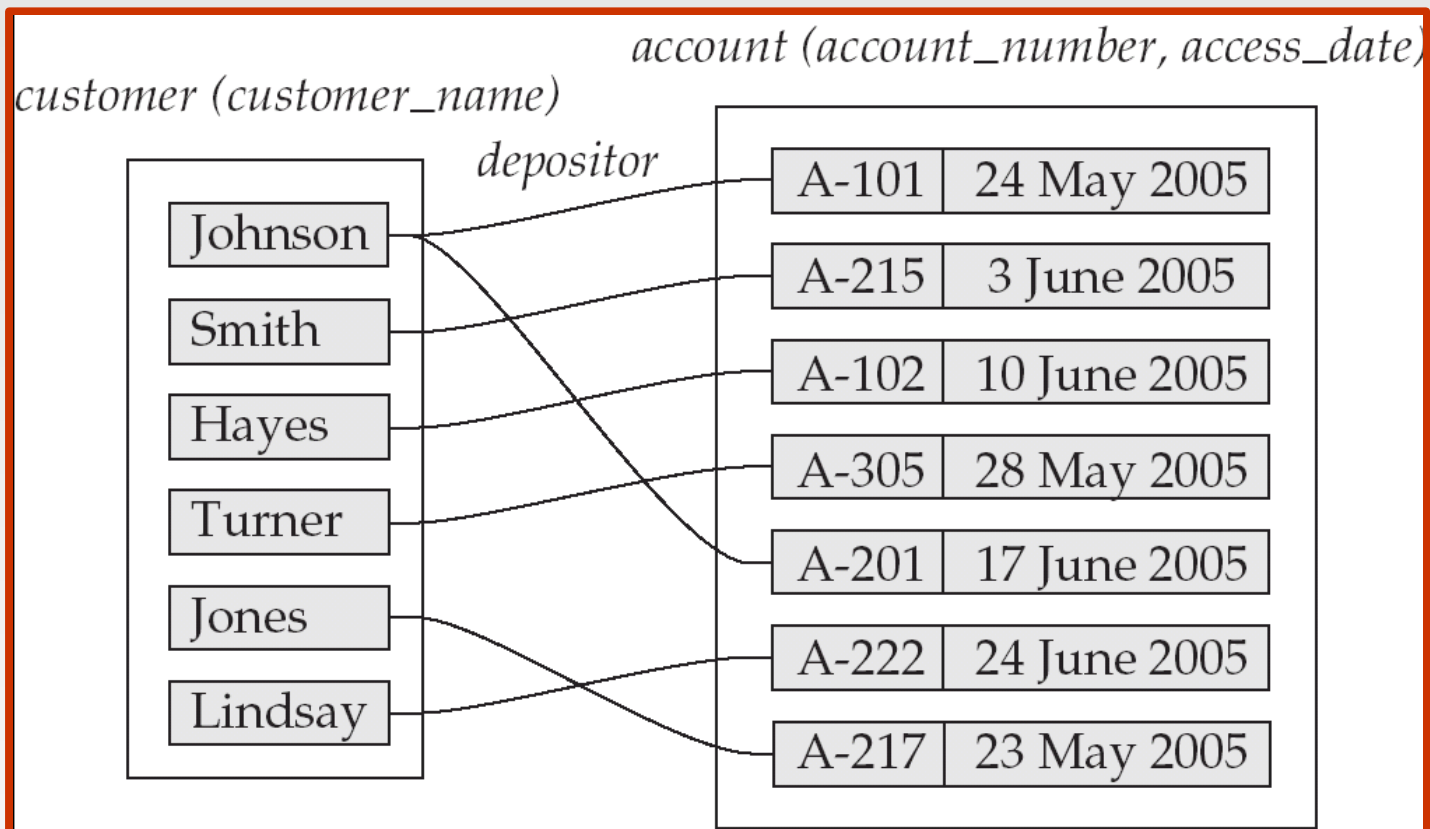 account (account_number, access_date)
customer (customer_name)
depositor
Johnson
Smith
Hayes
Turner
Jones
Lindsay
A-101 24 May 2005
A-215 3 June 2005
A-102 10 June 2005
A-305 28 May 2005
A-201 17 June 2005
A-222 24 June 2005
A-217 23 May 2005